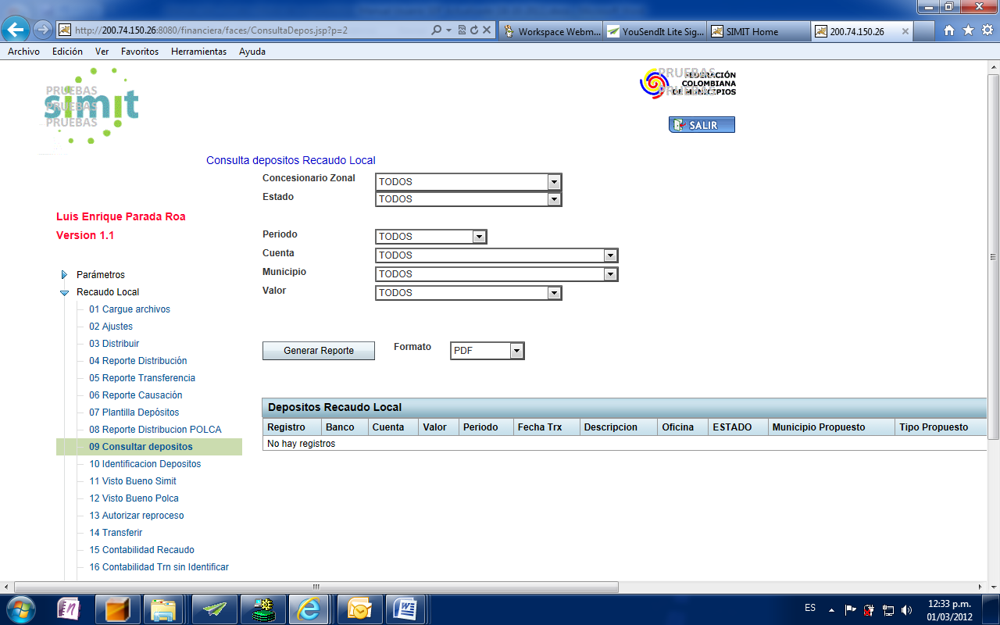 http://200.74.150.26:8080/financiera/faces/ConsultaDepos.jsp?p=2
Workspace Webm...
YouSendIt Lite Sig...
SIMIT Home
200.74.150.26
Archivo Edición Ver Favoritos Herramientas Ayuda
PRUEBAS
simit
PRUEBAS
PRUEBAS
PRUEBAS
FEDERACIÓN
COLOMBIANA
DE MUNICIPIOS
PRUEBAS
SALIR
Consulta depositos Recaudo Local
Concesionario Zonal TODOS
Estado TODOS
Luis Enrique Parada Roa
Version 1.1
Periodo TODOS
Cuenta TODOS
Municipio TODOS
Valor TODOS
Generar Reporte Formato PDF
Parámetros
Recaudo Local
01 Cargue archivos
02 Ajustes
03 Distribuir
04 Reporte Distribución
05 Reporte Transferencia
06 Reporte Causación
07 Plantilla Depósitos
08 Reporte Distribucion POLCA
09 Consultar depositos
10 Identificacion Depositos
11 Visto Bueno Simit
12 Visto Bueno Polca
13 Autorizar reproceso
14 Transferir
15 Contabilidad Recaudo
16 Contabilidad Trn sin Identificar
Depositos Recaudo Local
Registro Banco Cuenta Valor Periodo Fecha Trx Descripcion Oficina ESTADO Municipio Propuesto Tipo Propuesto
No hay registros
ES
12:33 p.m.
01/03/2012